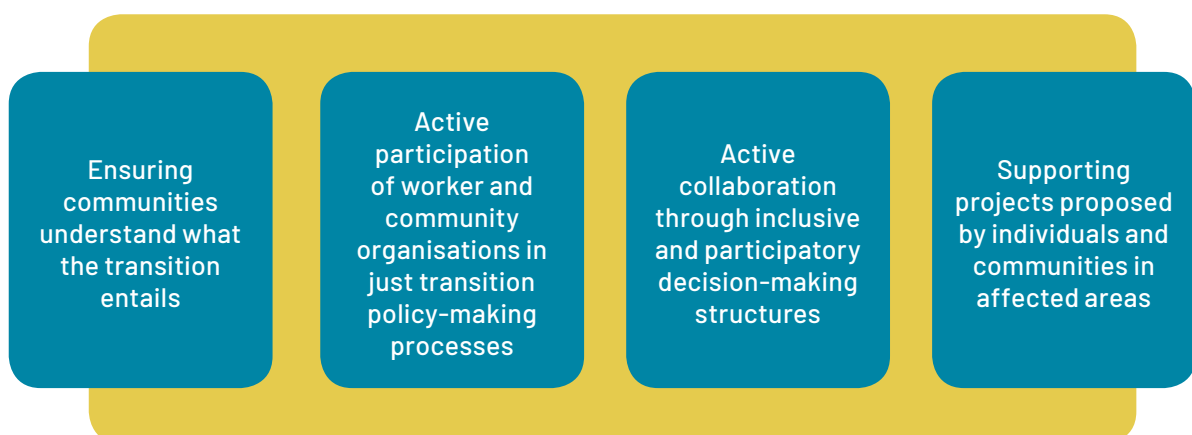 Ensuring
communities
understand what
the transition
entails
Active
participation
of worker and
community
organisations in
just transition
policy-making
processes
Active
collaboration
through inclusive
and participatory
decision-making
structures
Supporting
projects proposed
by individuals and
communities in
affected areas